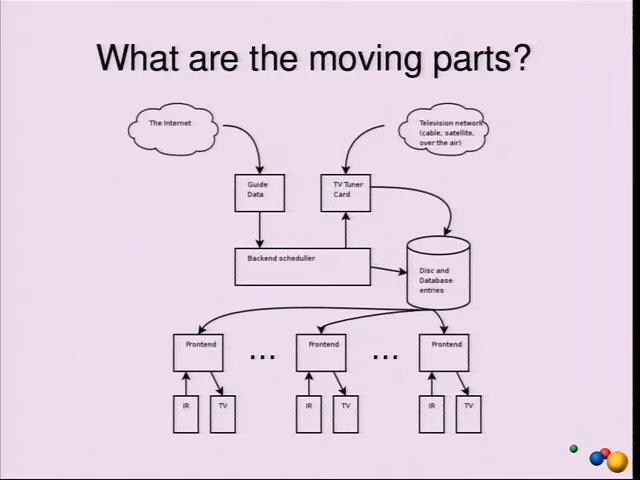 What are the moving parts?
The Internet
Television network
(cable, satellite,
over the air)
Guide
Data
TV Tuner
Card
Backend scheduller
Disc and
Database
entries
Frontend
...
Frontend
...
Frontend
IR
TV
IR
TV
IR
TV